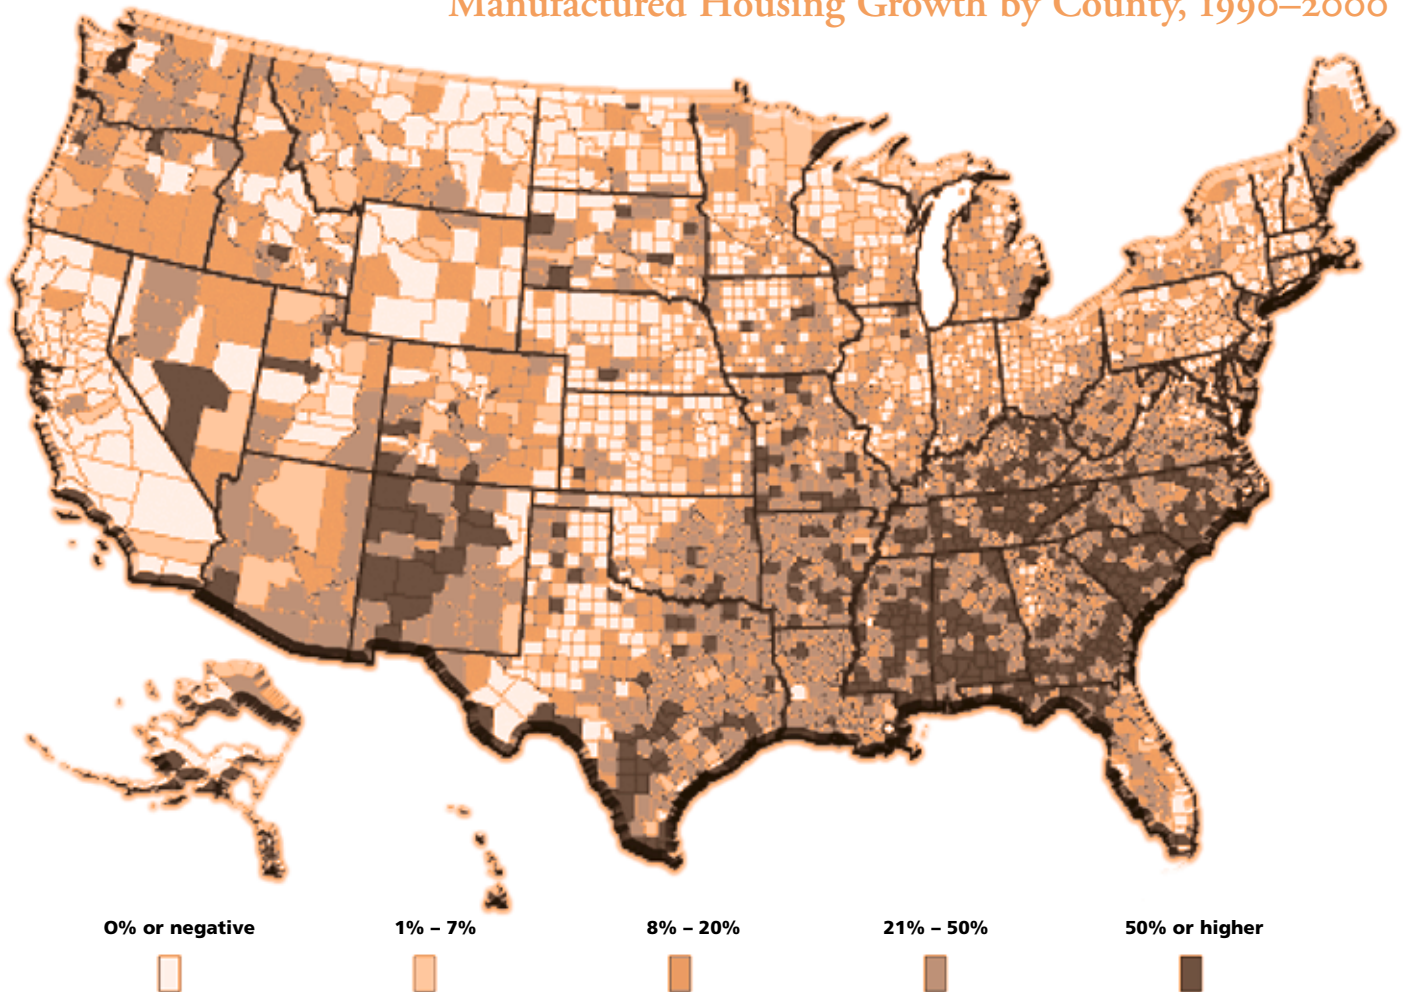 Manufactured Housing Growth by County, 1990–2000
0% or negative
1% – 7%
8% – 20%
21% – 50%
50% or higher